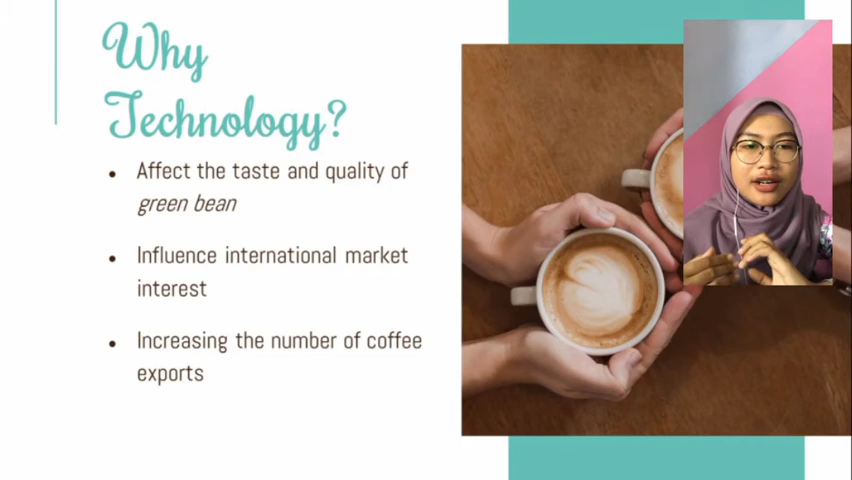 Why
Technology?
• Affect the taste and quality of
green bean
• Influence international market
interest
• Increasing the number of coffee
exports